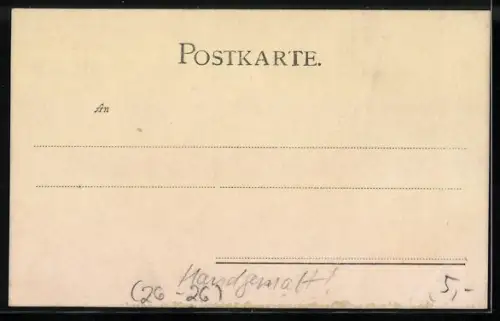 POSTKARTE.
An
Handgemalt!
(26 - 26)
5,-